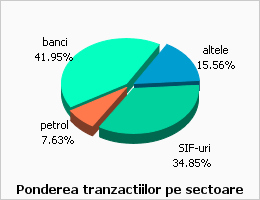 banci
41.95%
altele
15.56%
petrol
7.63%
SIF-uri
34.85%
Ponderea tranzactiilor pe sectoare